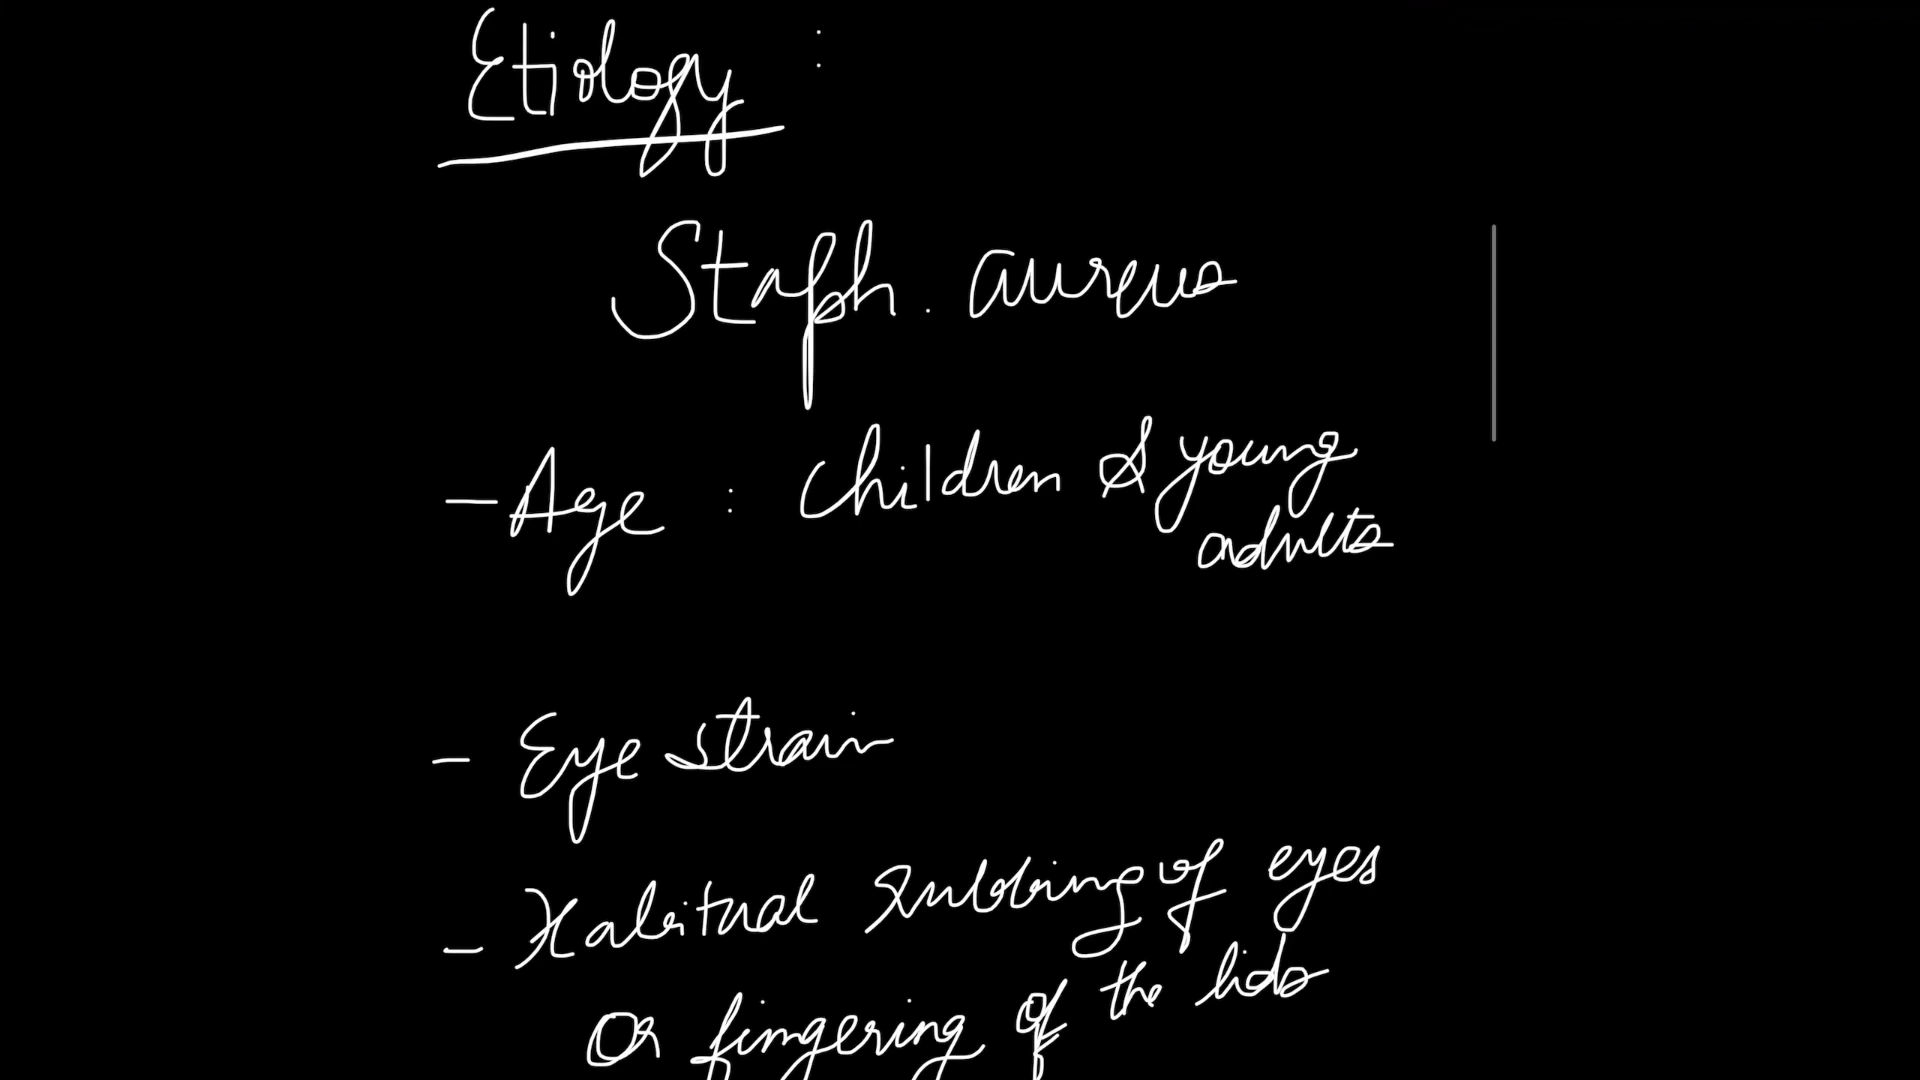 Etiology :
Staph. aureus
- Age : Children & young
adults
- Eye strain
- Habitual rubbing of eyes
or fingering of the lids